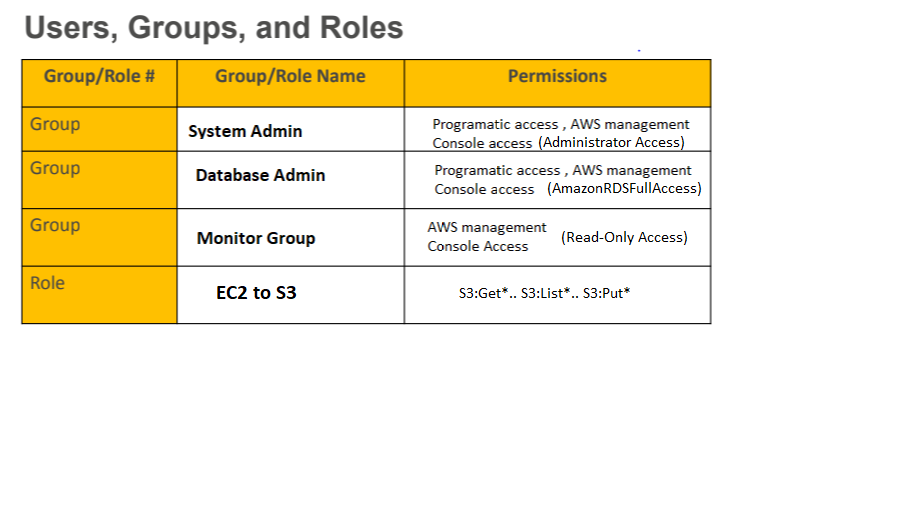 Users, Groups, and Roles
Group/Role # Group/Role Name Permissions
Group System Admin Programatic access , AWS management
Console access (Administrator Access)
Group Database Admin Programatic access , AWS management
Console access (AmazonRDSFullAccess)
Group Monitor Group AWS management
Console Access (Read-Only Access)
Role EC2 to S3 S3:Get*.. S3:List*.. S3:Put*